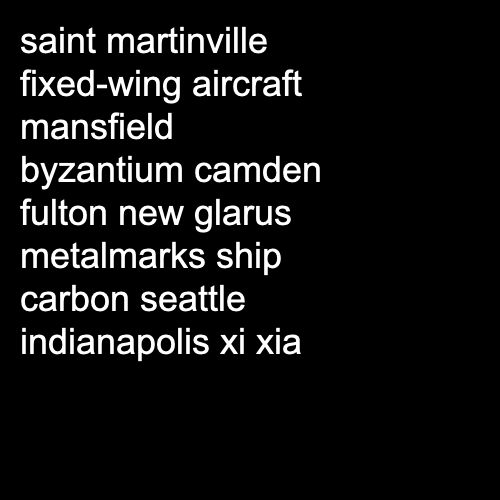 saint martinville
fixed-wing aircraft
mansfield
byzantium camden
fulton new glarus
metalmarks ship
carbon seattle
indianapolis xi xia